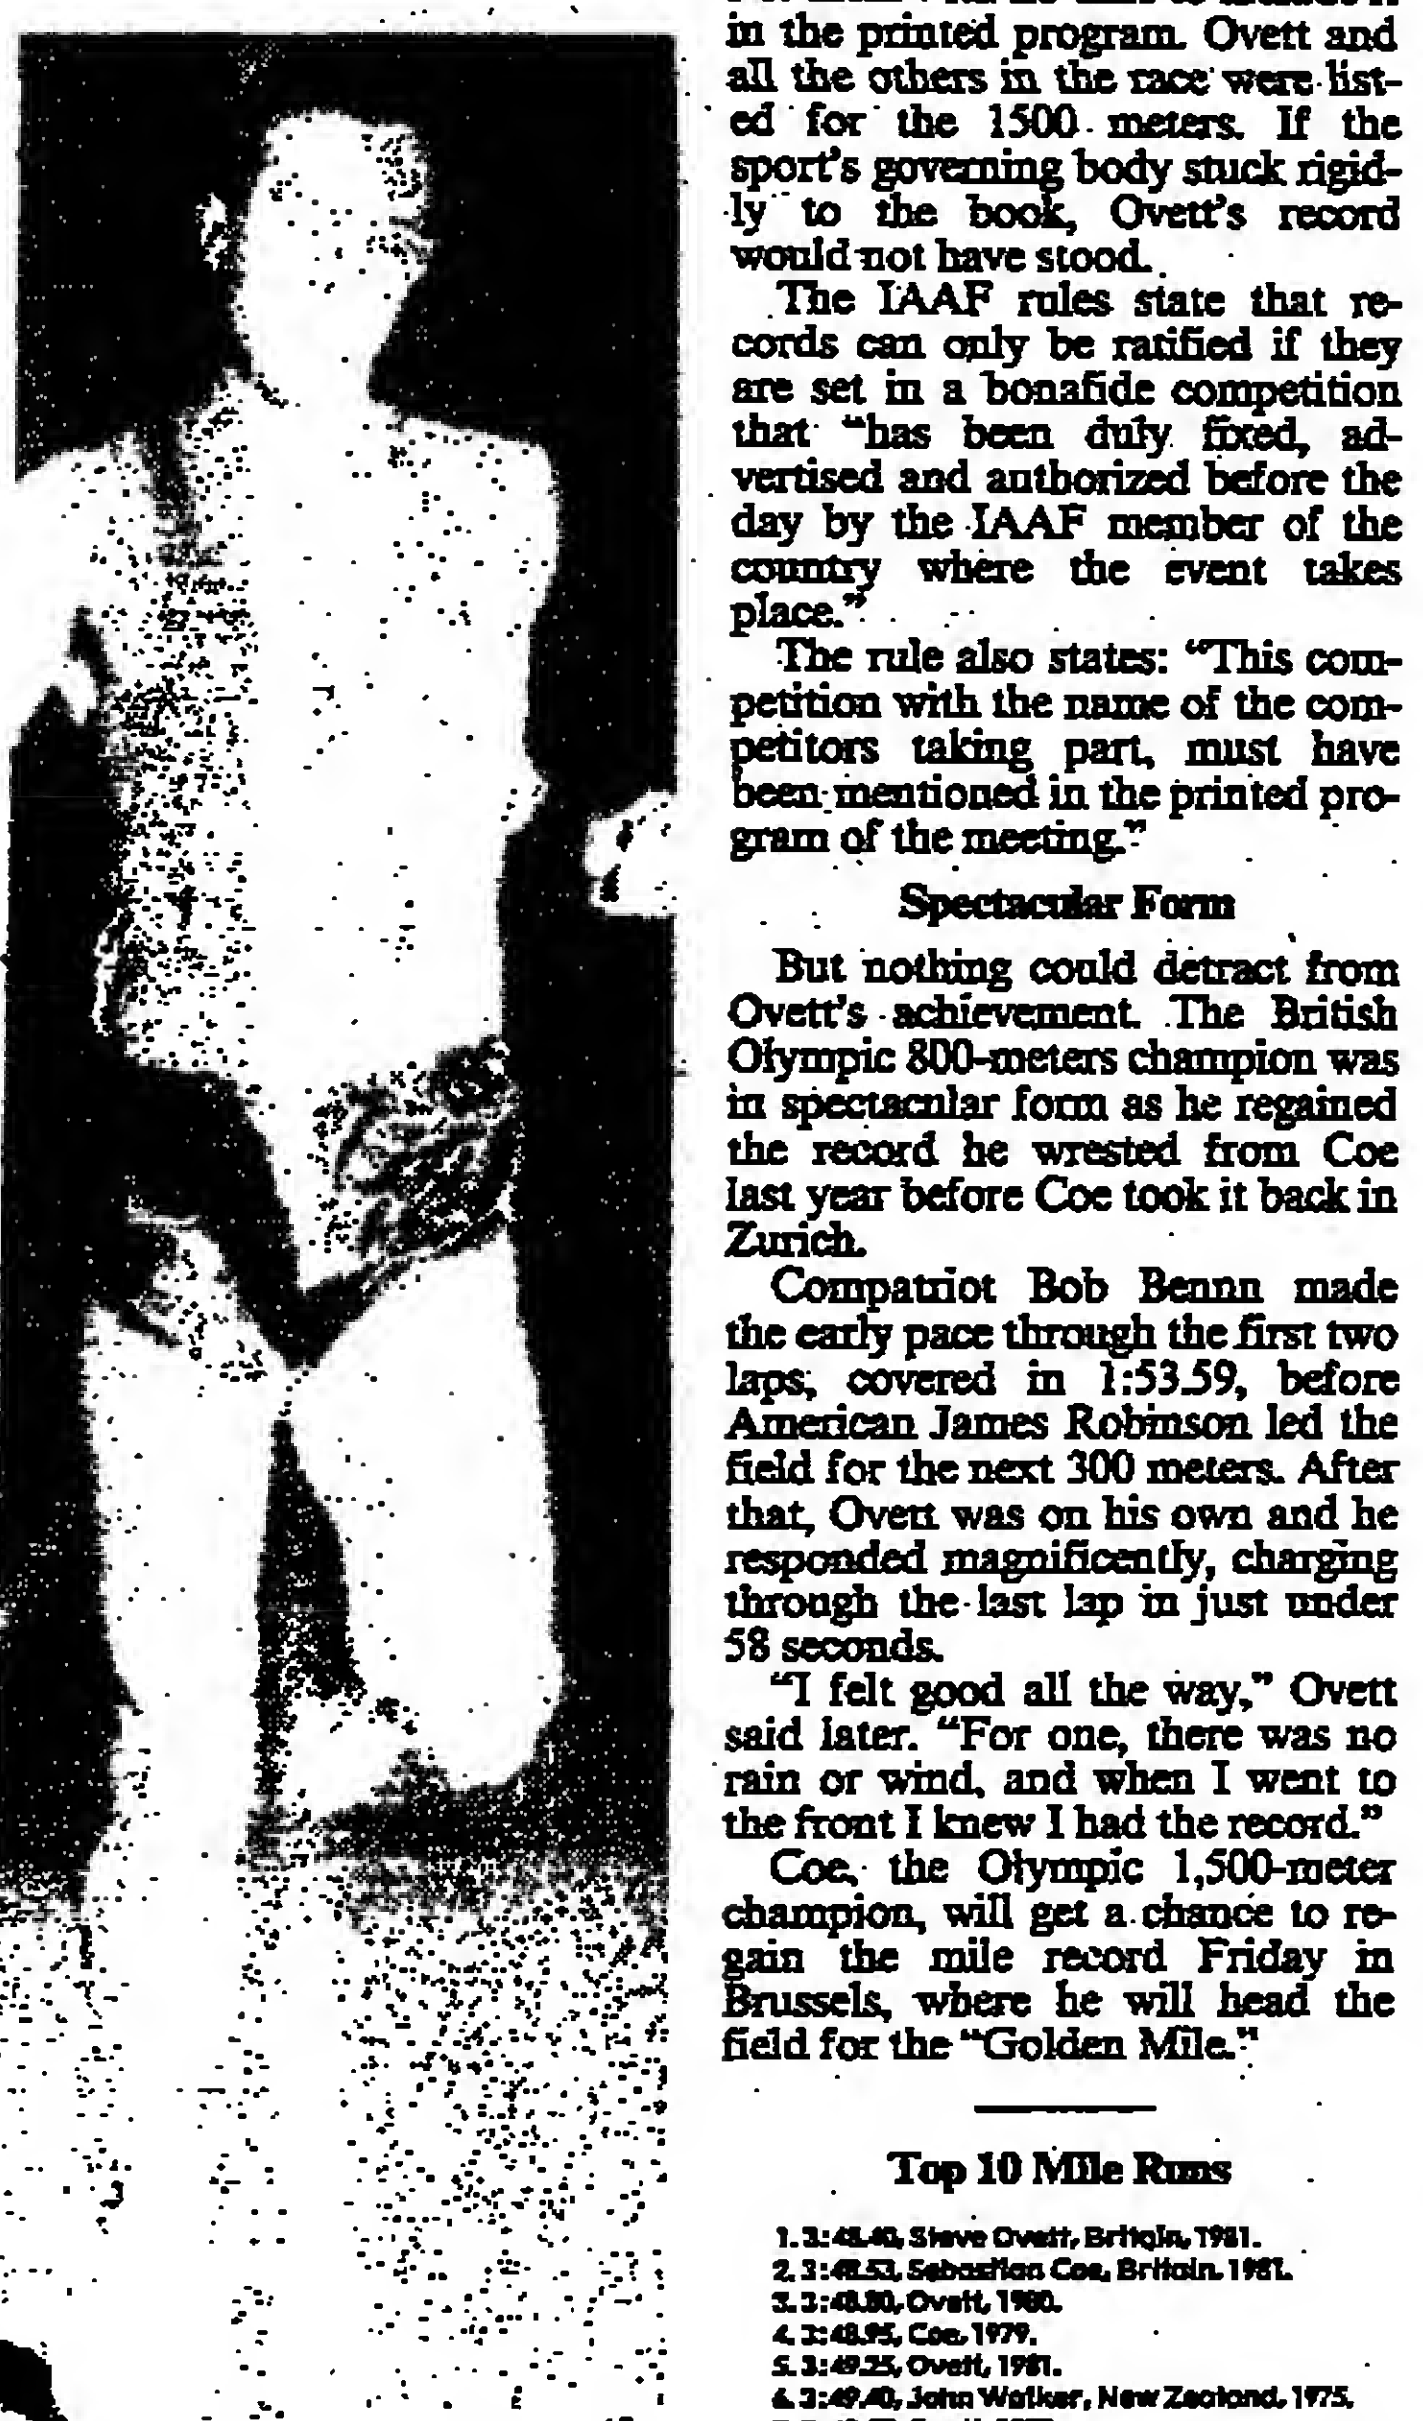 in the printed program. Ovett and
all the others in the race were list-
ed for the 1500 meters. If the
sport's governing body stuck rigid-
ly to the book, Ovett's record
would not have stood.
The IAAF rules state that re-
cords can only be ratified if they
are set in a bonafide competition
that "has been duly fixed, ad-
vertised and authorized before the
day by the IAAF member of the
country where the event takes
place."
The rule also states: "This com-
petition with the name of the com-
petitors taking part, must have
been mentioned in the printed pro-
gram of the meeting."
Spectacular Form
But nothing could detract from
Ovett's achievement. The British
Olympic 800-meters champion was
in spectacular form as he regained
the record he wrested from Coe
last year before Coe took it back in
Zurich.
Compatriot Bob Bennn made
the early pace through the first two
laps, covered in 1:53.59, before
American James Robinson led the
field for the next 300 meters. After
that, Ovett was on his own and he
responded magnificently, charging
through the last lap in just under
58 seconds.
"I felt good all the way," Ovett
said later. "For one, there was no
rain or wind, and when I went to
the front I knew I had the record."
Coe, the Olympic 1,500-meter
champion, will get a chance to re-
gain the mile record Friday in
Brussels, where he will head the
field for the "Golden Mile."
Top 10 Mile Runs
1. 3:48.40, Steve Ovett, Britain, 1981.
2. 3:48.53, Sebastian Coe, Britain. 1981.
3. 3:48.80, Ovett, 1980.
4. 3:48.95, Coe, 1979.
5. 3:49.25, Ovett, 1981.
6. 3:49.40, John Walker, New Zealand, 1975.